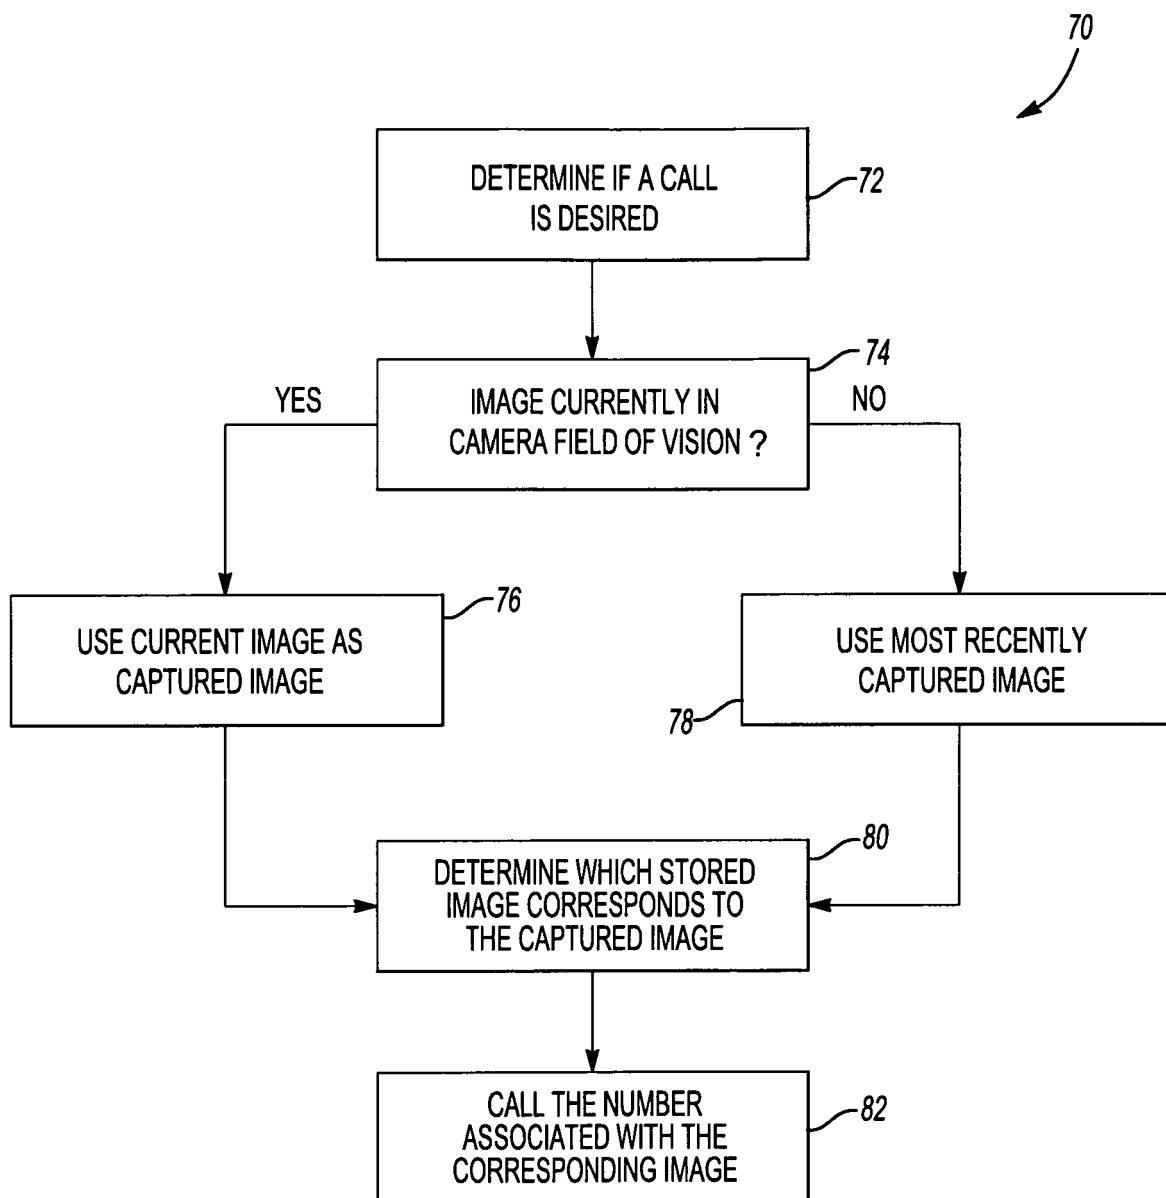 70
DETERMINE IF A CALL
IS DESIRED
72
74
YES
IMAGE CURRENTLY IN
CAMERA FIELD OF VISION ?
NO
76
USE CURRENT IMAGE AS
CAPTURED IMAGE
USE MOST RECENTLY
CAPTURED IMAGE
78
80
DETERMINE WHICH STORED
IMAGE CORRESPONDS TO
THE CAPTURED IMAGE
CALL THE NUMBER
ASSOCIATED WITH THE
CORRESPONDING IMAGE
82